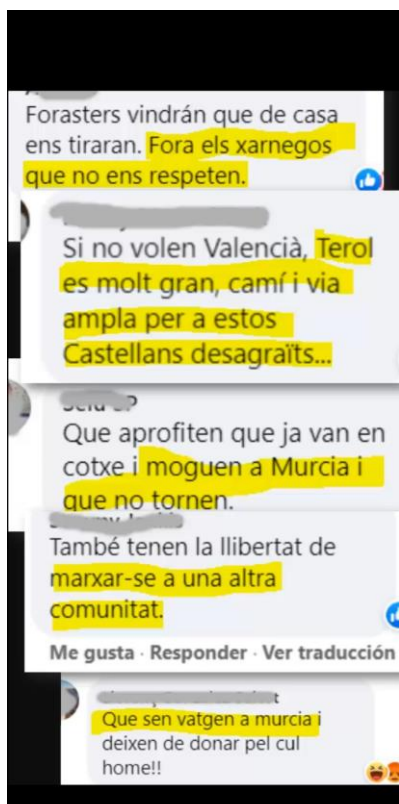 Forasters vindrán que de casa
ens tiraran. Fora els xarnegos
que no ens respeten.
Si no volen Valencià, Terol
es molt gran, camí i via
ampla per a estos
Castellans desagraïts...
Que aprofiten que ja van en
cotxe i moguen a Murcia i
que no tornen.
També tenen la llibertat de
marxar-se a una altra
comunitat.
Me gusta · Responder · Ver traducción
Que sen vatgen a murcia i
deixen de donar pel cul
home!!